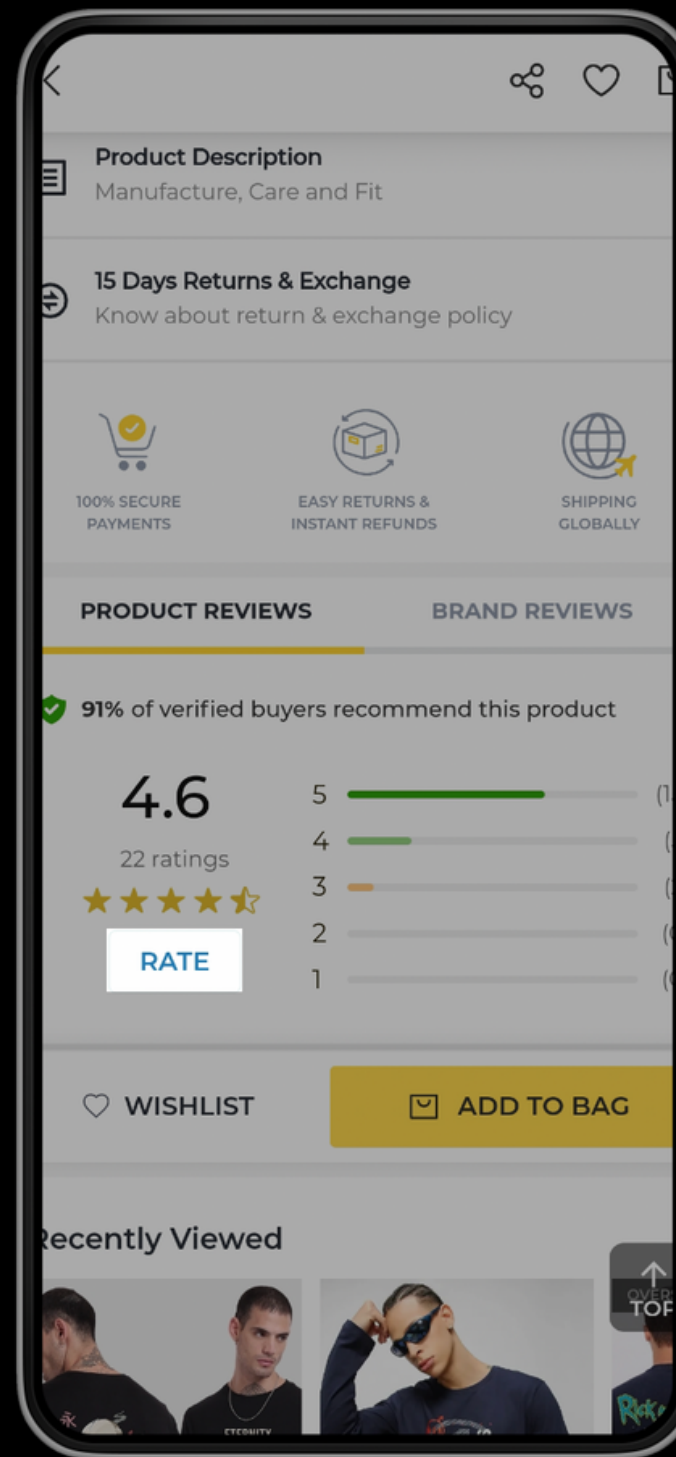 Product Description
Manufacture, Care and Fit
15 Days Returns & Exchange
Know about return & exchange policy
100% SECURE
PAYMENTS
EASY RETURNS &
INSTANT REFUNDS
SHIPPING
GLOBALLY
PRODUCT REVIEWS
BRAND REVIEWS
91% of verified buyers recommend this product
4.6
22 ratings
RATE
5
4
3
2
1
WISHLIST
ADD TO BAG
Recently Viewed
TOP
ETERNITY